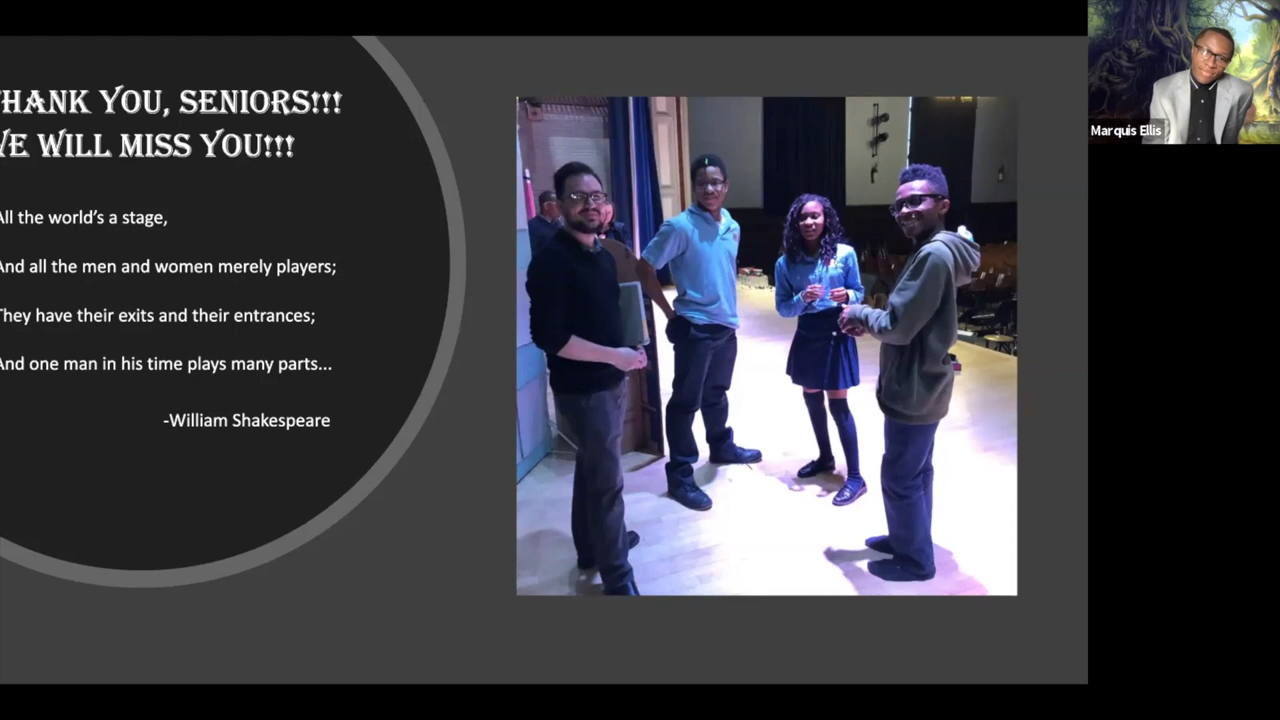 HANK YOU, SENIORS!!!
WE WILL MISS YOU!!!
All the world's a stage,
And all the men and women merely players;
They have their exits and their entrances;
And one man in his time plays many parts...
-William Shakespeare
Marquis Ellis